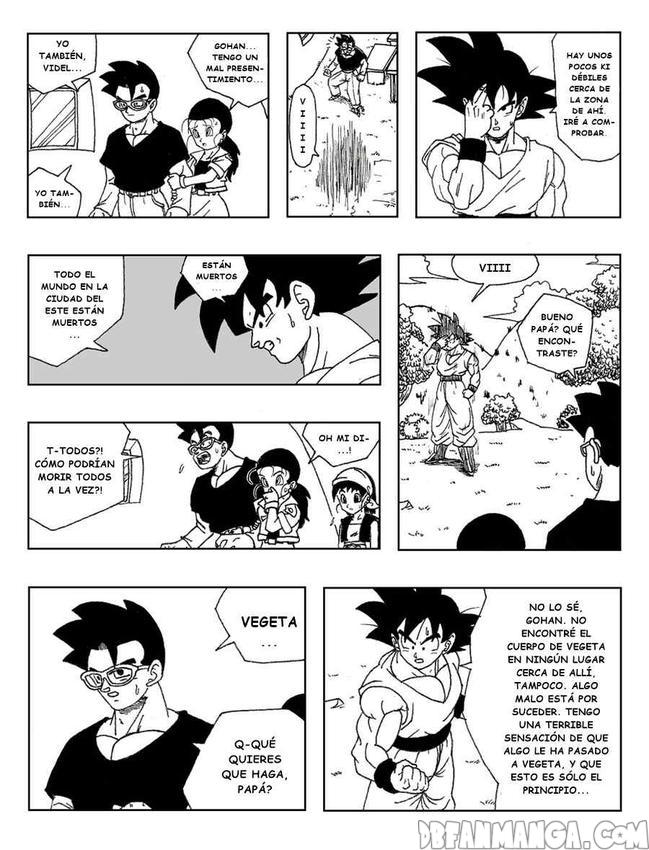 HAY UNOS
POCOS KI
DÉBILES
CERCA DE
LA ZONA
DE AHÍ.
IRÉ A COM-
PROBAR.
VIIII
GOHAN...
TENGO UN
MAL PRESEN-
TIMIENTO...
YO
TAMBIÉN,
VIDEL...
YO TAM-
BIÉN...
VIIII
BUENO
PAPÁ? QUÉ
ENCON-
TRASTE?
ESTÁN
MUERTOS
...
TODO EL
MUNDO EN LA
CIUDAD DEL
ESTE ESTÁN
MUERTOS
...
OH MI DI-
...!
T-TODOS?!
CÓMO PODRÍAN
MORIR TODOS
A LA VEZ?!
NO LO SÉ,
GOHAN. NO
ENCONTRÉ EL
CUERPO DE VEGETA
EN NINGÚN LUGAR
CERCA DE ALLÍ,
TAMPOCO. ALGO
MALO ESTÁ POR
SUCEDER. TENGO
UNA TERRIBLE
SENSACIÓN DE QUE
ALGO LE HA PASADO
A VEGETA, Y QUE
ESTO ES SÓLO EL
PRINCIPIO...
VEGETA
...
Q-QUÉ
QUIERES
QUE HAGA,
PAPÁ?
DBFANMANGA.COM